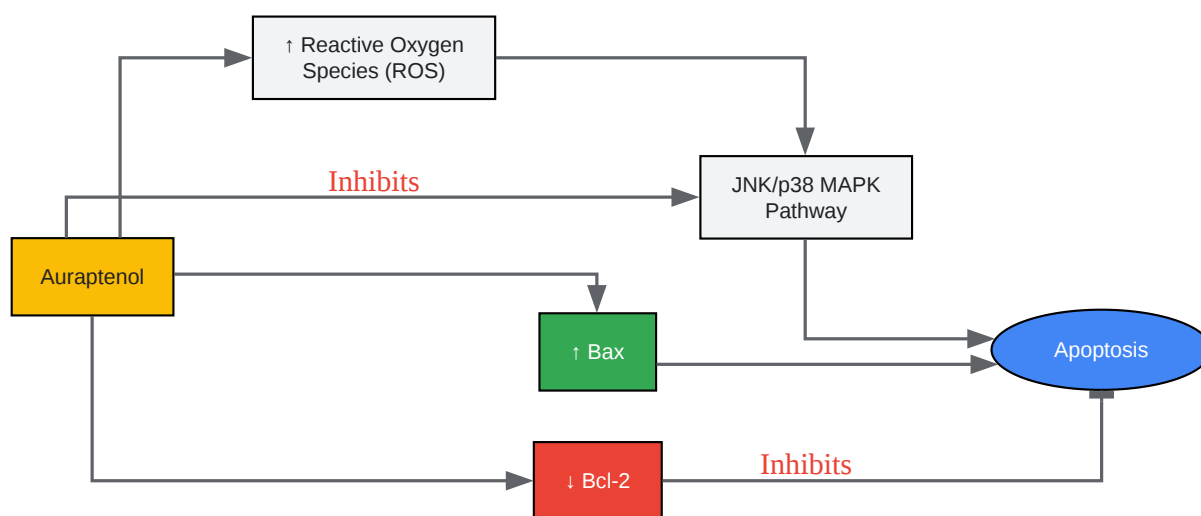 ↑ Reactive Oxygen
Species (ROS)
Inhibits
JNK/p38 MAPK
Pathway
Auraptenol
↑ Bax
Apoptosis
↓ Bcl-2
Inhibits